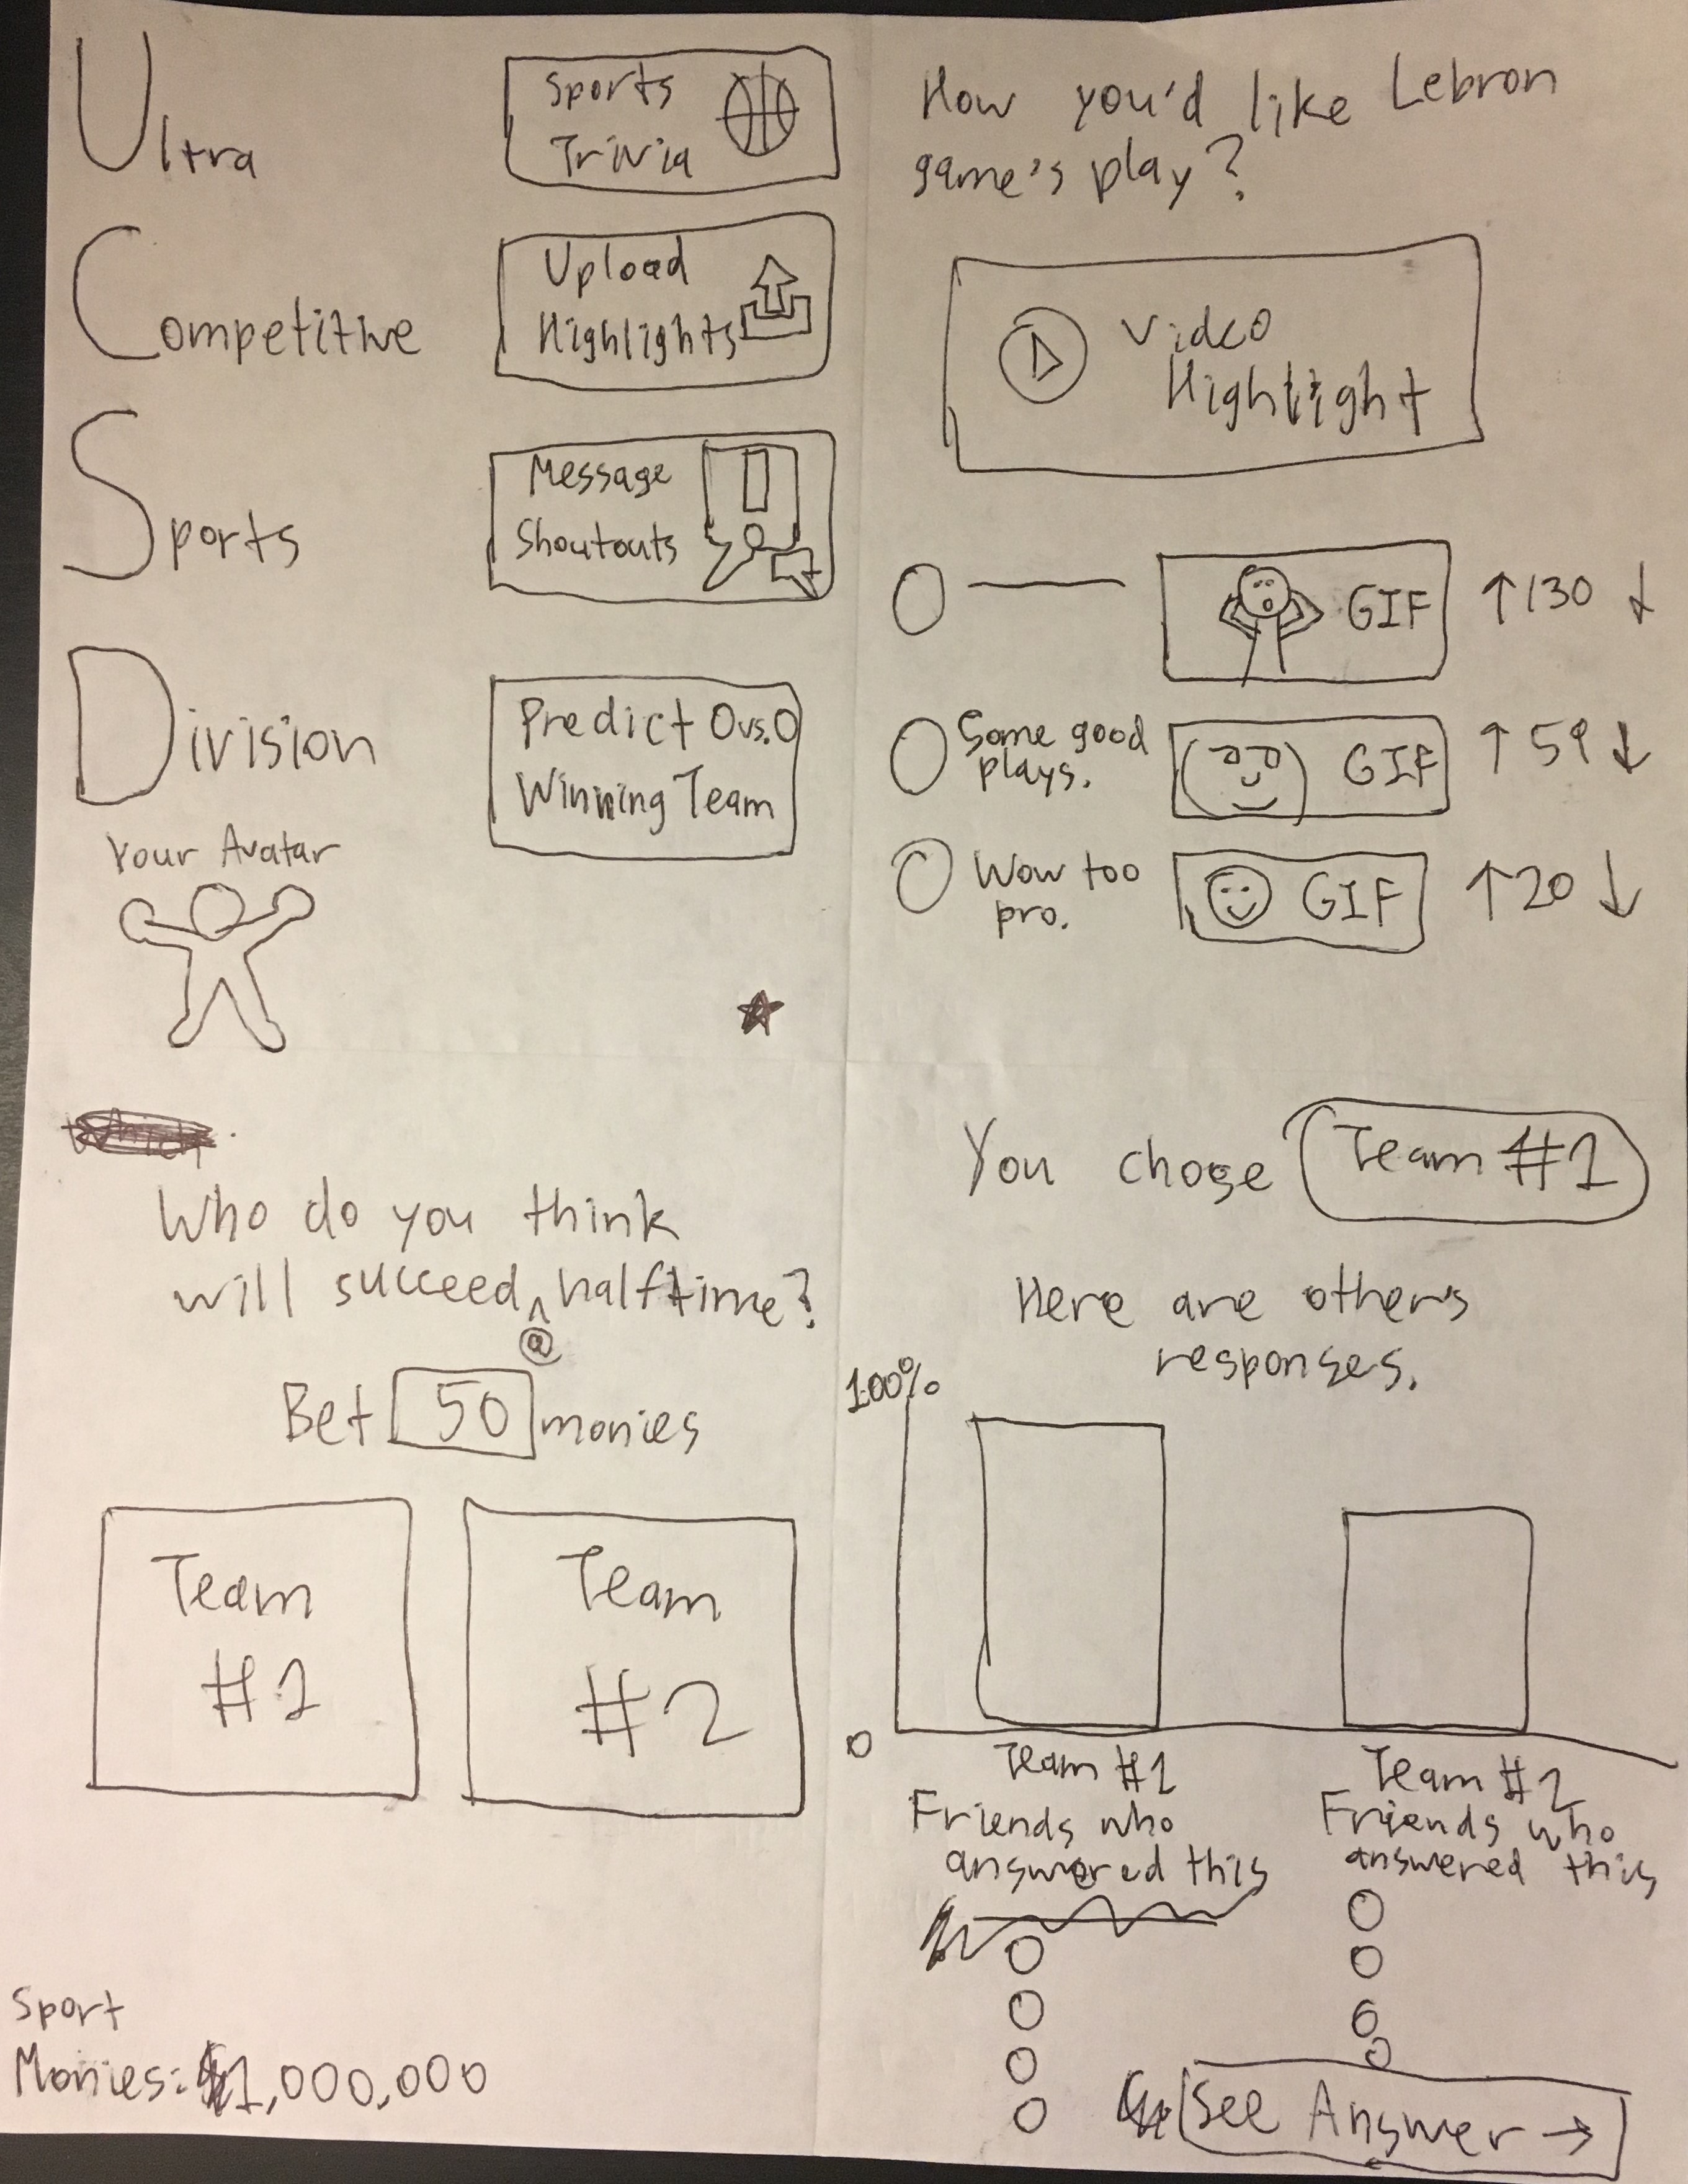 Ultra
Competitive
Sports
Division
Your Avatar
Sports
Trivia
Upload
Highlights
Message
Shoutouts
Predict O vs. O
Winning Team
How you'd like Lebron
game's play?
Video
Highlight
GIF ↑ 130 ↓
Some good
plays.
GIF ↑ 59 ↓
Wow too
pro.
GIF ↑ 20 ↓
Which
Who do you think
will succeed @ halftime?
Bet 50 monies
Team
#1
Team
#2
Sport
Monies: $1,000,000
You chose Team #1
Here are others
responses.
100%
0
Team #1
Friends who
answered this
Team #2
Friends who
answered this
See Answer →